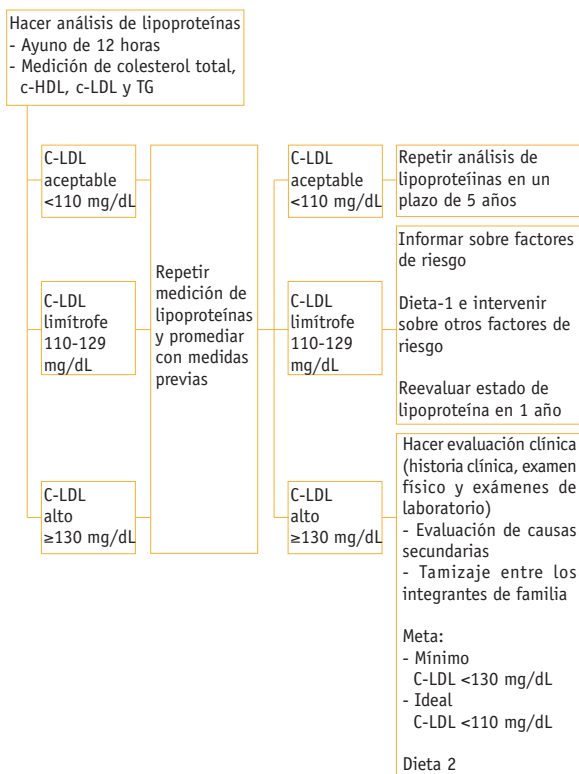 Hacer análisis de lipoproteínas
- Ayuno de 12 horas
- Medición de colesterol total,
c-HDL, c-LDL y TG
C-LDL
aceptable
<110 mg/dL
C-LDL
limítrofe
110-129
mg/dL
C-LDL
alto
≥130 mg/dL
Repetir
medición de
lipoproteínas
y promediar
con medidas
previas
C-LDL
aceptable
<110 mg/dL
C-LDL
limítrofe
110-129
mg/dL
C-LDL
alto
≥130 mg/dL
Repetir análisis de
lipoproteíinas en un
plazo de 5 años
Informar sobre factores
de riesgo
Dieta-1 e intervenir
sobre otros factores de
riesgo
Reevaluar estado de
lipoproteína en 1 año
Hacer evaluación clínica
(historia clínica, examen
físico y exámenes de
laboratorio)
- Evaluación de causas
secundarias
- Tamizaje entre los
integrantes de familia
Meta:
- Mínimo
C-LDL <130 mg/dL
- Ideal
C-LDL <110 mg/dL
Dieta 2